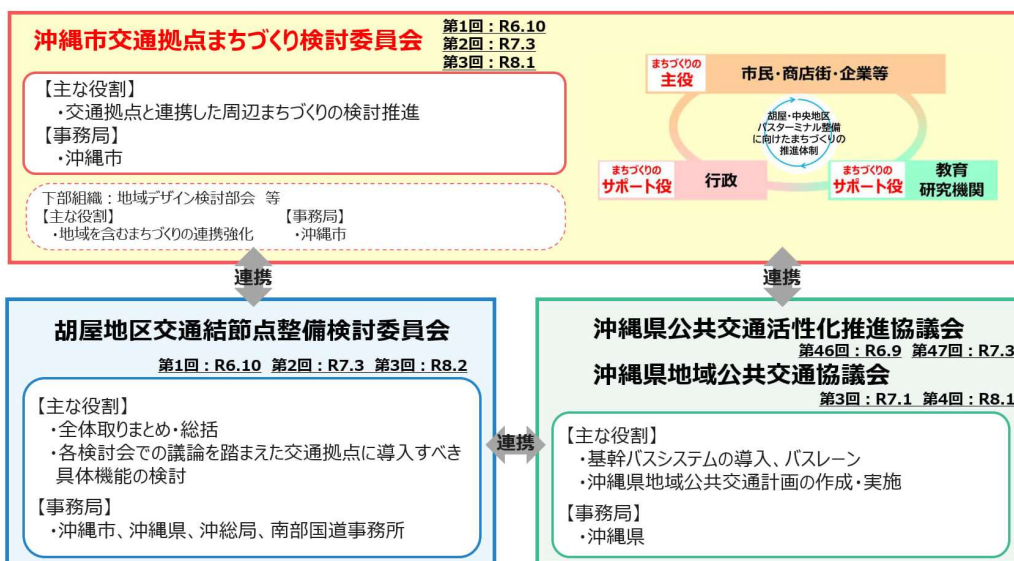 沖縄市交通拠点まちづくり検討委員会
第1回：R6.10
第2回：R7.3
第3回：R8.1
【主な役割】
・交通拠点と連携した周辺まちづくりの検討推進
【事務局】
・沖縄市
下部組織：地域デザイン検討部会 等
【主な役割】
・地域を含むまちづくりの連携強化
【事務局】
・沖縄市
まちづくりの
主役
市民・商店街・企業等
胡屋・中央地区
バスターミナル整備
に向けたまちづくりの
推進体制
まちづくりの
サポート役
行政
まちづくりの
サポート役
教育
研究機関
連携
連携
胡屋地区交通結節点整備検討委員会
第1回：R6.10 第2回：R7.3 第3回：R8.2
【主な役割】
・全体取りまとめ・総括
・各検討会での議論を踏まえた交通拠点に導入すべき
具体機能の検討
【事務局】
・沖縄市、沖縄県、沖総局、南部国道事務所
連携
沖縄県公共交通活性化推進協議会
第46回：R6.9 第47回：R7.3
沖縄県地域公共交通協議会
第3回：R7.1 第4回：R8.1
【主な役割】
・基幹バスシステムの導入、バスレーン
・沖縄県地域公共交通計画の作成・実施
【事務局】
・沖縄県